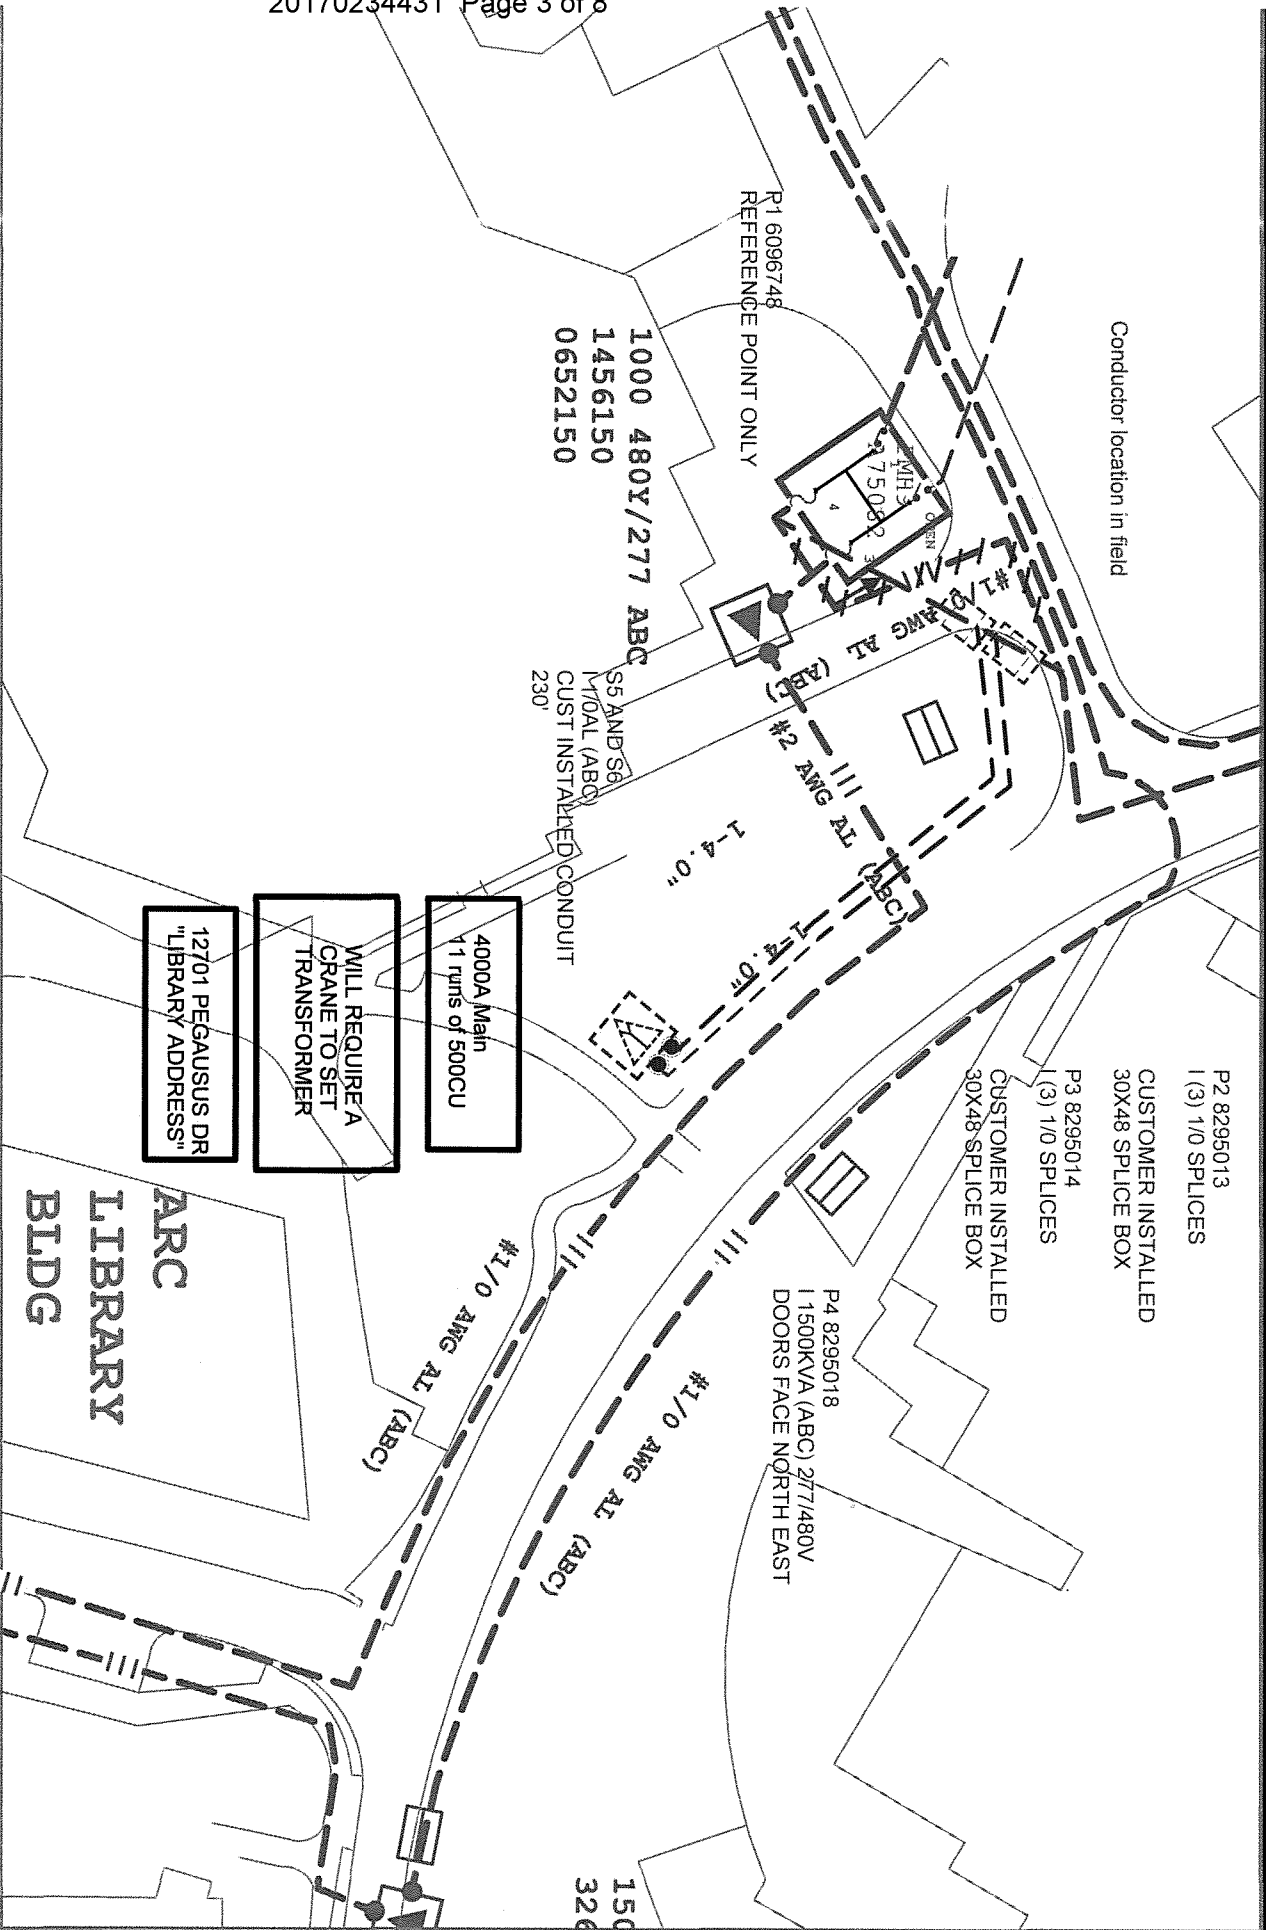 20170234431 Page 3 of 8
Conductor location in field
P1 6096748
REFERENCE POINT ONLY
1000 480Y/277 ABC
1456150
0652150
4
3
OPEN
#1/0 AWG AL (ABC)
#2 AWG AL (ABC)
S5 AND S6
I-1/0AL (ABC)
CUST INSTALLED CONDUIT
230'
1-4.0"
1-4.0"
4000A Main
11 runs of 500CU
WILL REQUIRE A
CRANE TO SET
TRANSFORMER
12701 PEGAUSUS DR
"LIBRARY ADDRESS"
P2 8295013
I (3) 1/0 SPLICES
CUSTOMER INSTALLED
30X48 SPLICE BOX
P3 8295014
I (3) 1/0 SPLICES
CUSTOMER INSTALLED
30X48 SPLICE BOX
P4 8295018
I 1500KVA (ABC) 277/480V
DOORS FACE NORTH EAST
ARC
LIBRARY
BLDG
#1/0 AWG AL (ABC)
#1/0 AWG AL (ABC)
150
326